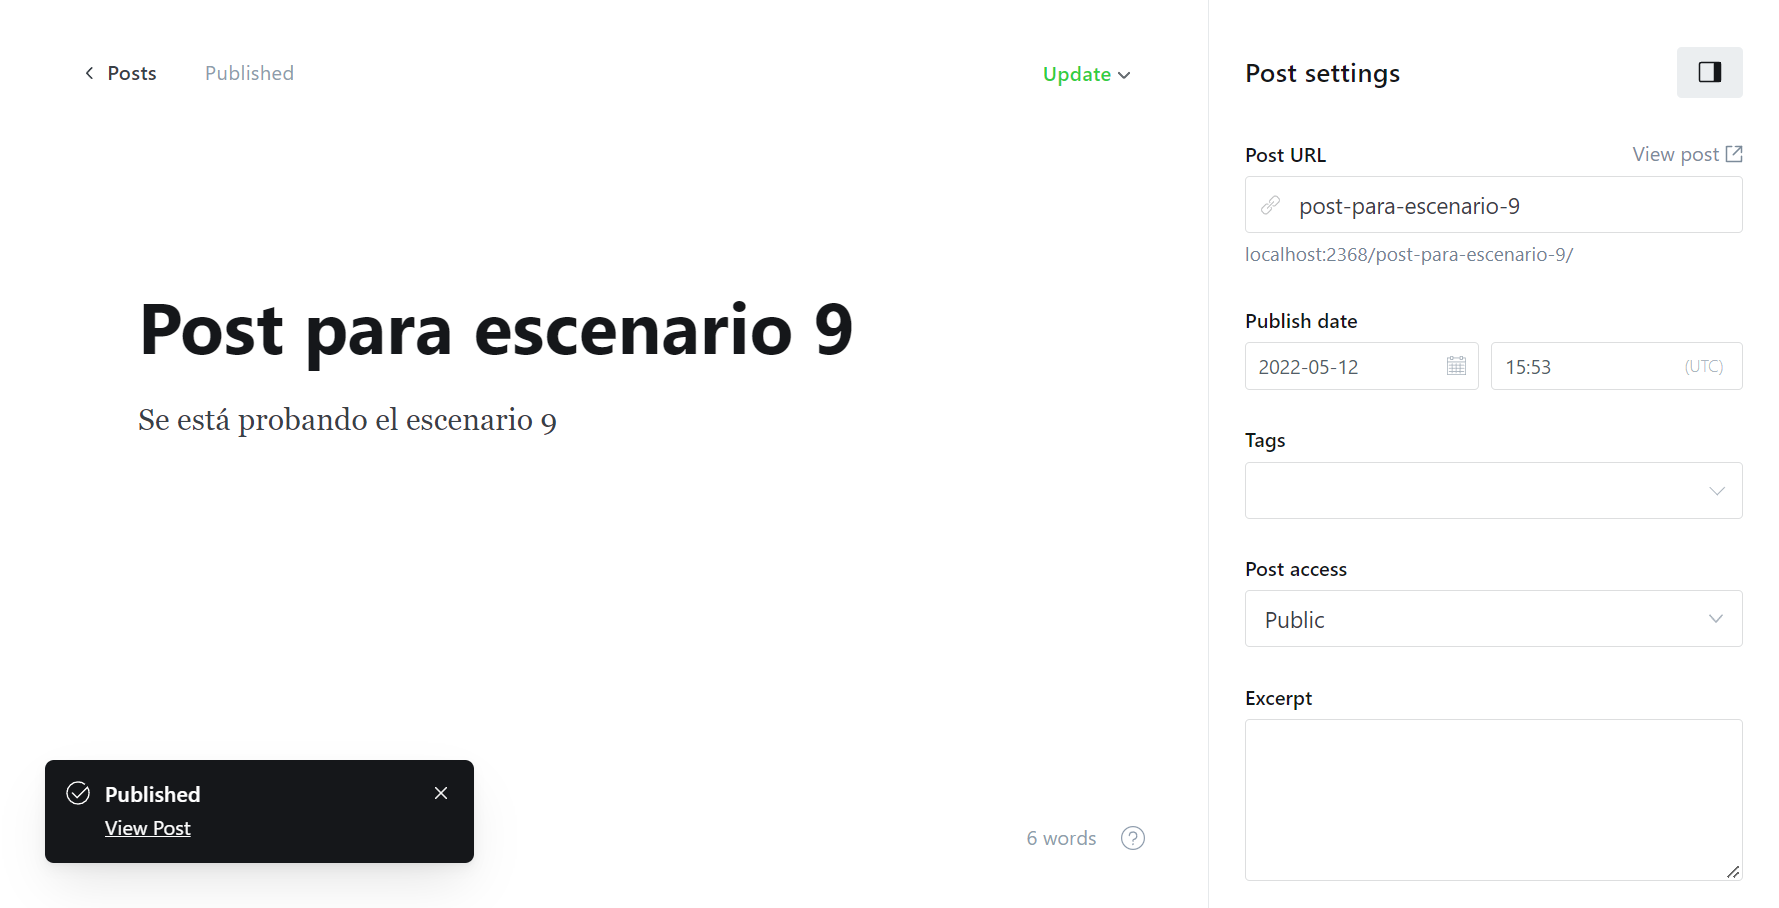 Posts
Published
Update
Post para escenario 9
Se está probando el escenario 9
Published
View Post
6 words
?
Post settings
Post URL
View post
post-para-escenario-9
localhost:2368/post-para-escenario-9/
Publish date
2022-05-12
15:53
(UTC)
Tags
Post access
Public
Excerpt